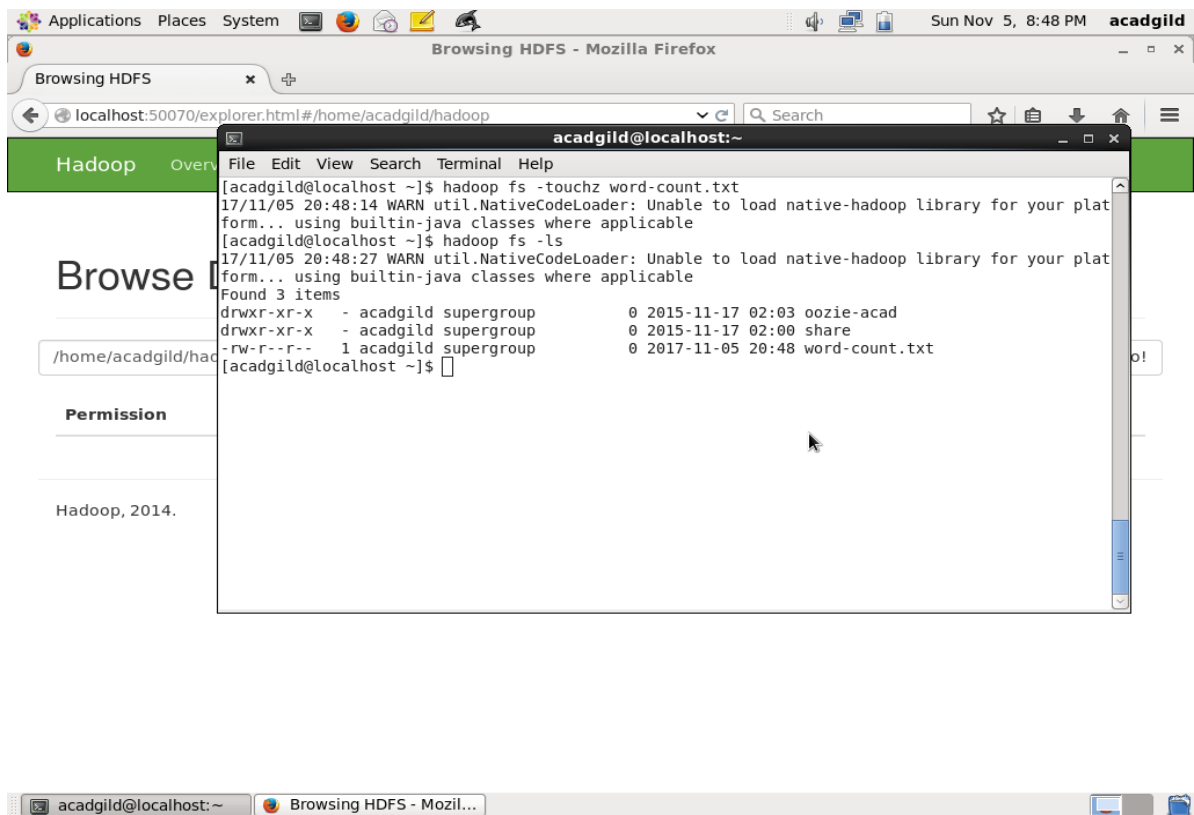 Applications Places System Sun Nov 5, 8:48 PM acadgild
Browsing HDFS - Mozilla Firefox
Browsing HDFS
localhost:50070/explorer.html#/home/acadgild/hadoop Search
acadgild@localhost:~
Hadoop Overv
File Edit View Search Terminal Help
[acadgild@localhost ~]$ hadoop fs -touchz word-count.txt
17/11/05 20:48:14 WARN util.NativeCodeLoader: Unable to load native-hadoop library for your plat
form... using builtin-java classes where applicable
[acadgild@localhost ~]$ hadoop fs -ls
17/11/05 20:48:27 WARN util.NativeCodeLoader: Unable to load native-hadoop library for your plat
form... using builtin-java classes where applicable
Found 3 items
drwxr-xr-x - acadgild supergroup 0 2015-11-17 02:03 oozie-acad
drwxr-xr-x - acadgild supergroup 0 2015-11-17 02:00 share
-rw-r--r-- 1 acadgild supergroup 0 2017-11-05 20:48 word-count.txt
[acadgild@localhost ~]$
Browse
/home/acadgild/had
o!
Permission
Hadoop, 2014.
acadgild@localhost:~ Browsing HDFS - Mozil...